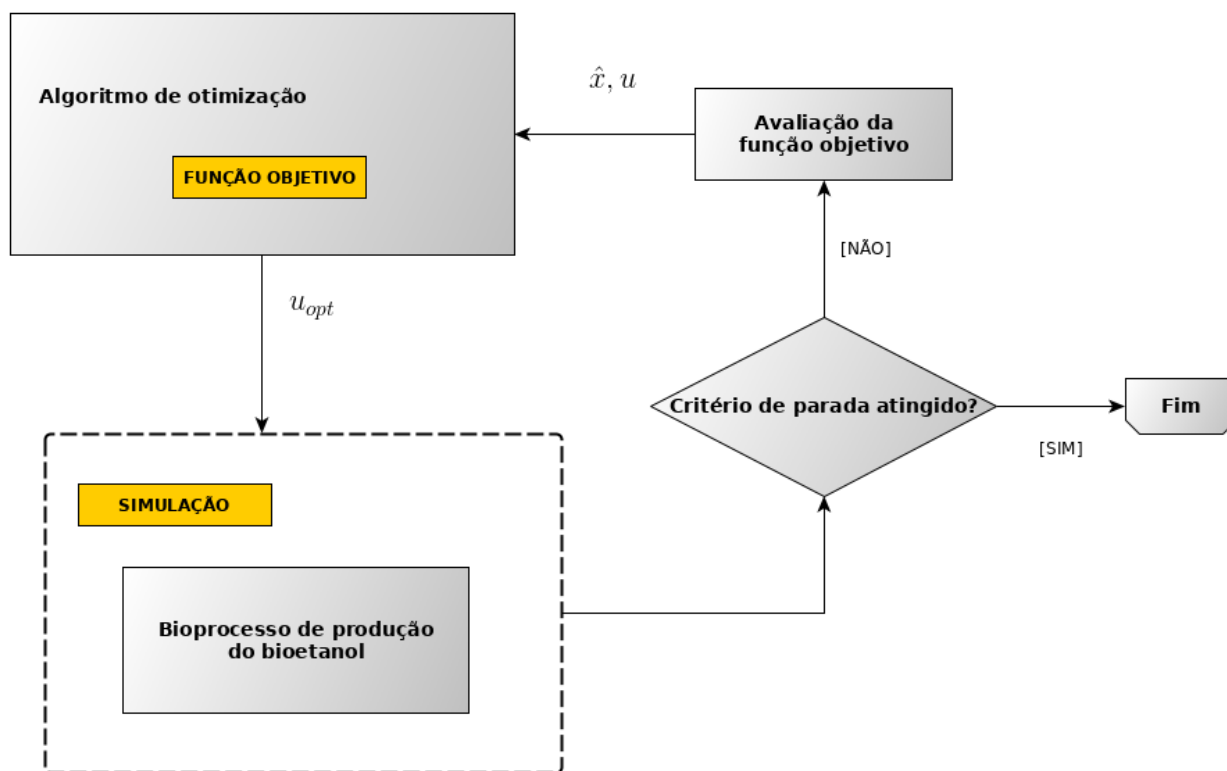 Algoritmo de otimização
FUNÇÃO OBJETIVO
x̂, u
Avaliação da
função objetivo
[NÃO]
u_opt
Critério de parada atingido?
Fim
[SIM]
SIMULAÇÃO
Bioprocesso de produção
do bioetanol